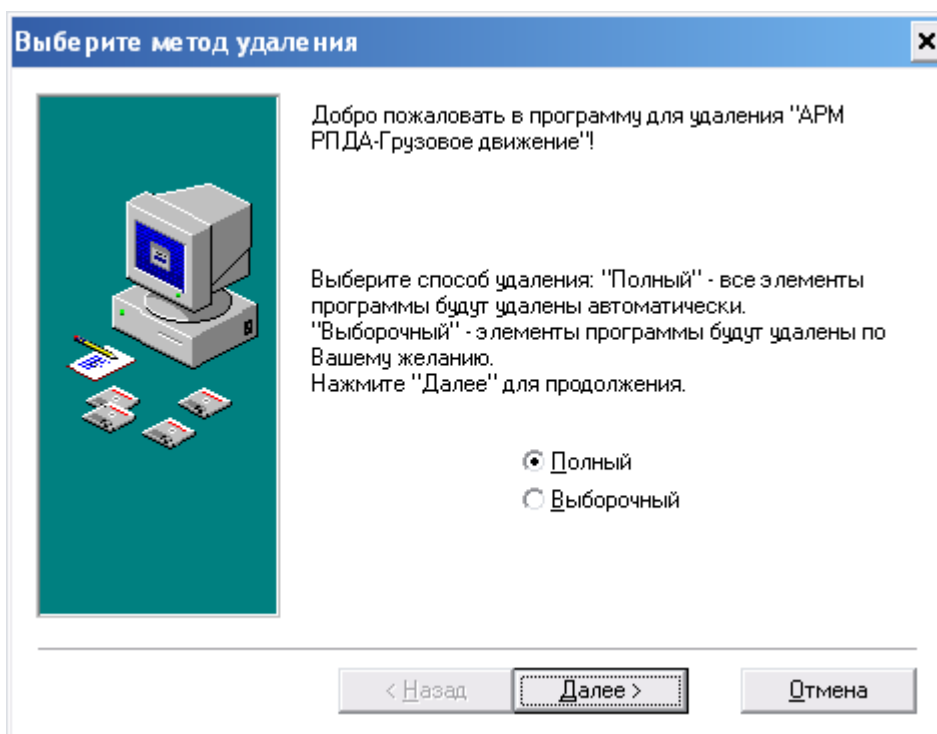 Выберите метод удаления
Добро пожаловать в программу для удаления "АРМ
РПДА-Грузовое движение"!
Выберите способ удаления: "Полный" - все элементы
программы будут удалены автоматически.
"Выборочный" - элементы программы будут удалены по
Вашему желанию.
Нажмите "Далее" для продолжения.
Полный
Выборочный
< Назад
Далее >
Отмена